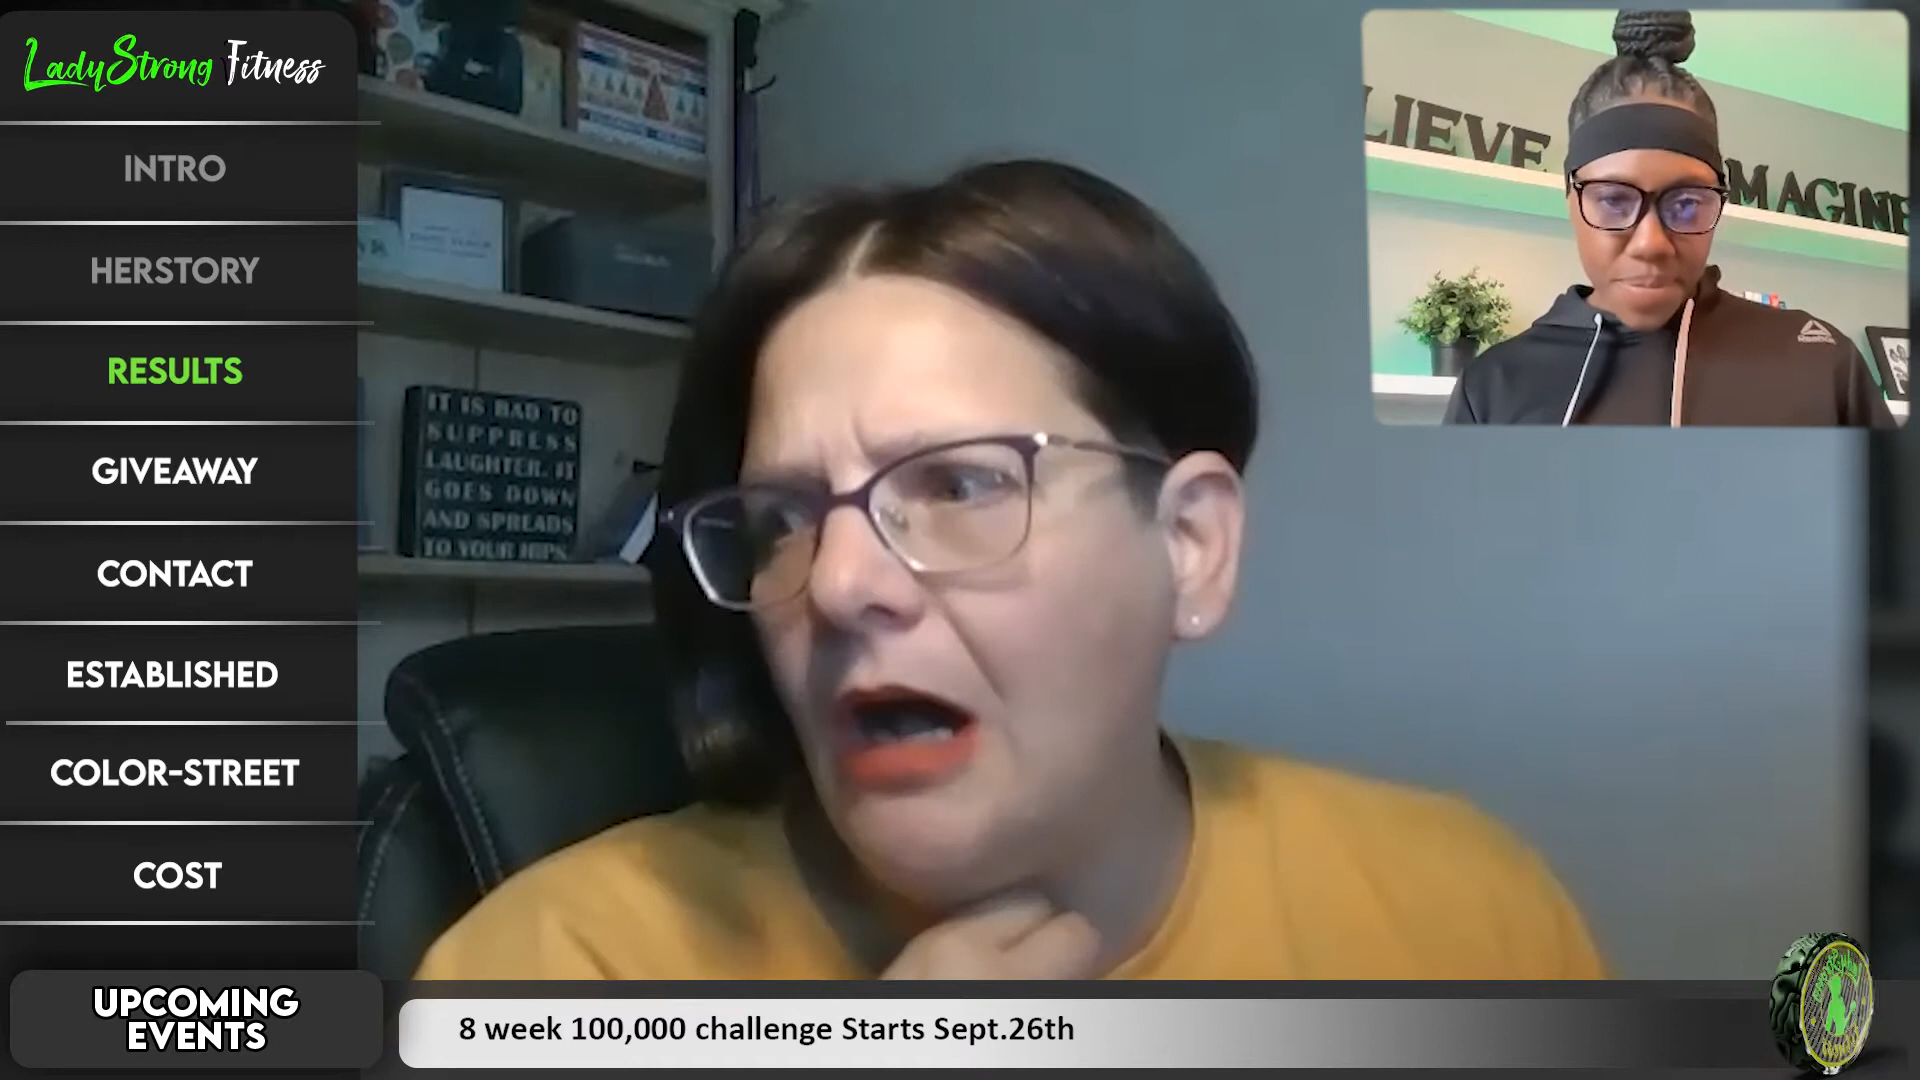 LadyStrong Fitness
INTRO
HERSTORY
RESULTS
GIVEAWAY
CONTACT
ESTABLISHED
COLOR-STREET
COST
UPCOMING
EVENTS
IT IS BAD TO
SUPPRESS
LAUGHTER. IT
GOES DOWN
AND SPREADS
TO YOUR HIPS.
LIEVE
IMAGINE
8 week 100,000 challenge Starts Sept.26th